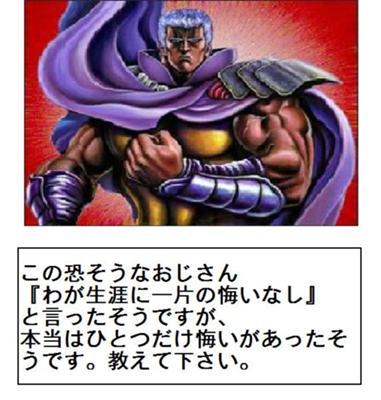 この恐そうなおじさん
『わが生涯に一片の悔いなし』
と言ったそうですが、
本当はひとつだけ悔いがあったそ
うです。教えて下さい。